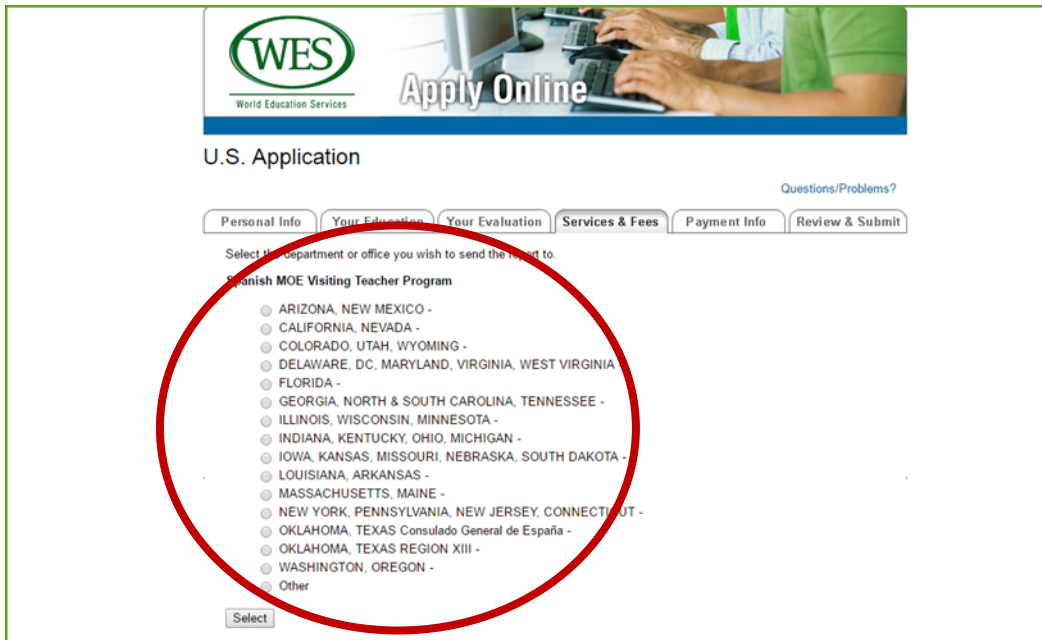 WES
World Education Services
Apply Online
U.S. Application
Questions/Problems?
Personal Info Your Education Your Evaluation Services & Fees Payment Info Review & Submit
Select the department or office you wish to send the report to.
Spanish MOE Visiting Teacher Program
ARIZONA, NEW MEXICO -
CALIFORNIA, NEVADA -
COLORADO, UTAH, WYOMING -
DELAWARE, DC, MARYLAND, VIRGINIA, WEST VIRGINIA -
FLORIDA -
GEORGIA, NORTH & SOUTH CAROLINA, TENNESSEE -
ILLINOIS, WISCONSIN, MINNESOTA -
INDIANA, KENTUCKY, OHIO, MICHIGAN -
IOWA, KANSAS, MISSOURI, NEBRASKA, SOUTH DAKOTA -
LOUISIANA, ARKANSAS -
MASSACHUSETTS, MAINE -
NEW YORK, PENNSYLVANIA, NEW JERSEY, CONNECTICUT -
OKLAHOMA, TEXAS Consulado General de España -
OKLAHOMA, TEXAS REGION XIII -
WASHINGTON, OREGON -
Other
Select